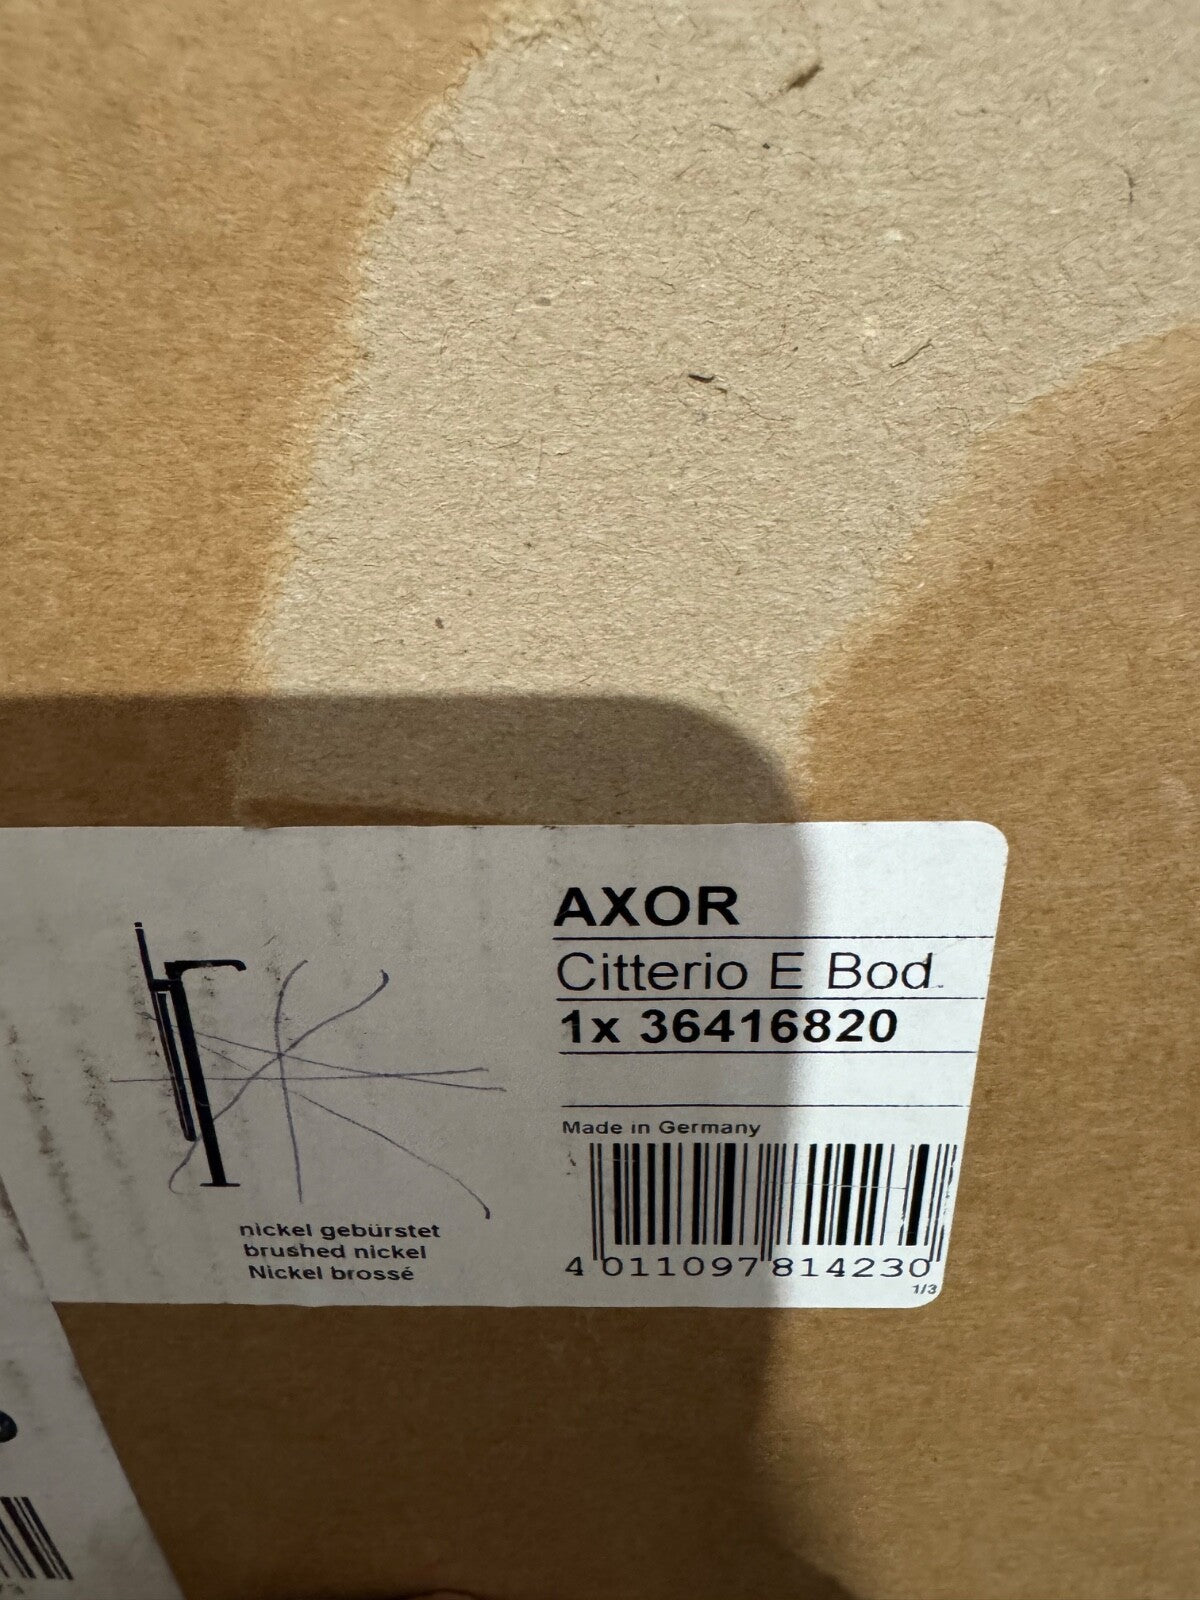 AXOR
Citterio E Bod.
1x 36416820
Made in Germany
nickel gebürstet
brushed nickel
Nickel brossé
4 011097 814230
1/3